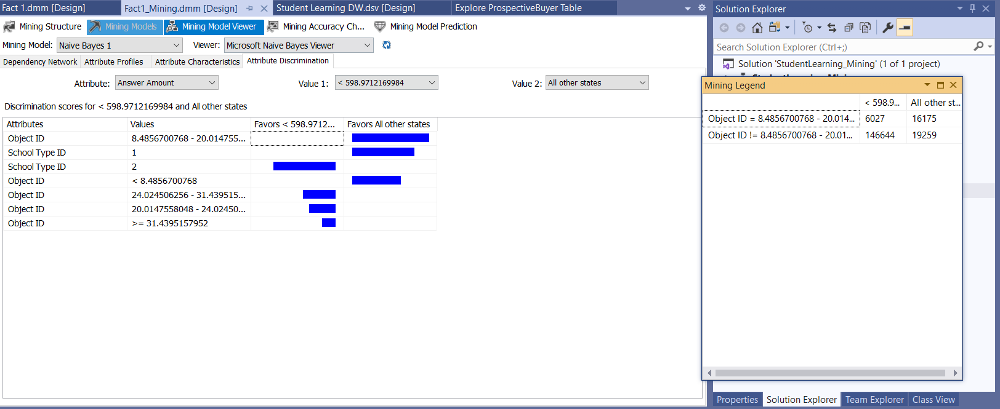 Fact 1.dmm [Design]
Fact1_Mining.dmm [Design]
Student Learning DW.dsv [Design]
Explore ProspectiveBuyer Table
Mining Structure
Mining Models
Mining Model Viewer
Mining Accuracy Ch...
Mining Model Prediction
Mining Model: Naive Bayes 1
Viewer: Microsoft Naive Bayes Viewer
Dependency Network
Attribute Profiles
Attribute Characteristics
Attribute Discrimination
Attribute: Answer Amount
Value 1: < 598.9712169984
Value 2: All other states
Discrimination scores for < 598.9712169984 and All other states
Attributes Values Favors < 598.9712... Favors All other states
Object ID 8.4856700768 - 20.014755...
School Type ID 1
School Type ID 2
Object ID < 8.4856700768
Object ID 24.024506256 - 31.439515...
Object ID 20.0147558048 - 24.02450...
Object ID >= 31.4395157952
Solution Explorer
Search Solution Explorer (Ctrl+;)
Solution 'StudentLearning_Mining' (1 of 1 project)
Mining Legend
< 598.9... All other st...
Object ID = 8.4856700768 - 20.014... 6027 16175
Object ID != 8.4856700768 - 20.01... 146644 19259
Properties
Solution Explorer
Team Explorer
Class View